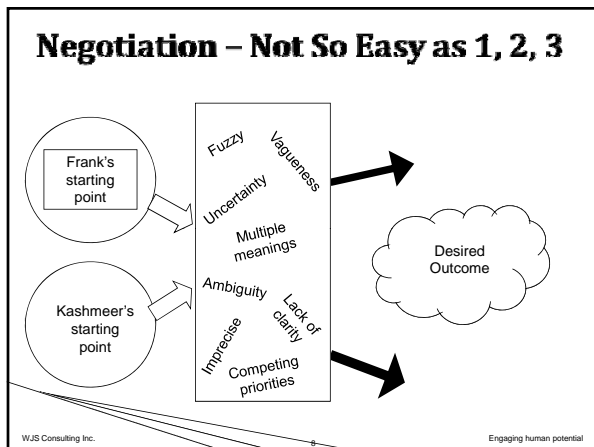 Negotiation – Not So Easy as 1, 2, 3
Frank's
starting
point
Kashmeer's
starting
point
Fuzzy
Vagueness
Uncertainty
Multiple
meanings
Ambiguity
Lack of
clarity
Imprecise
Competing
priorities
Desired
Outcome
WJS Consulting Inc.
8
Engaging human potential